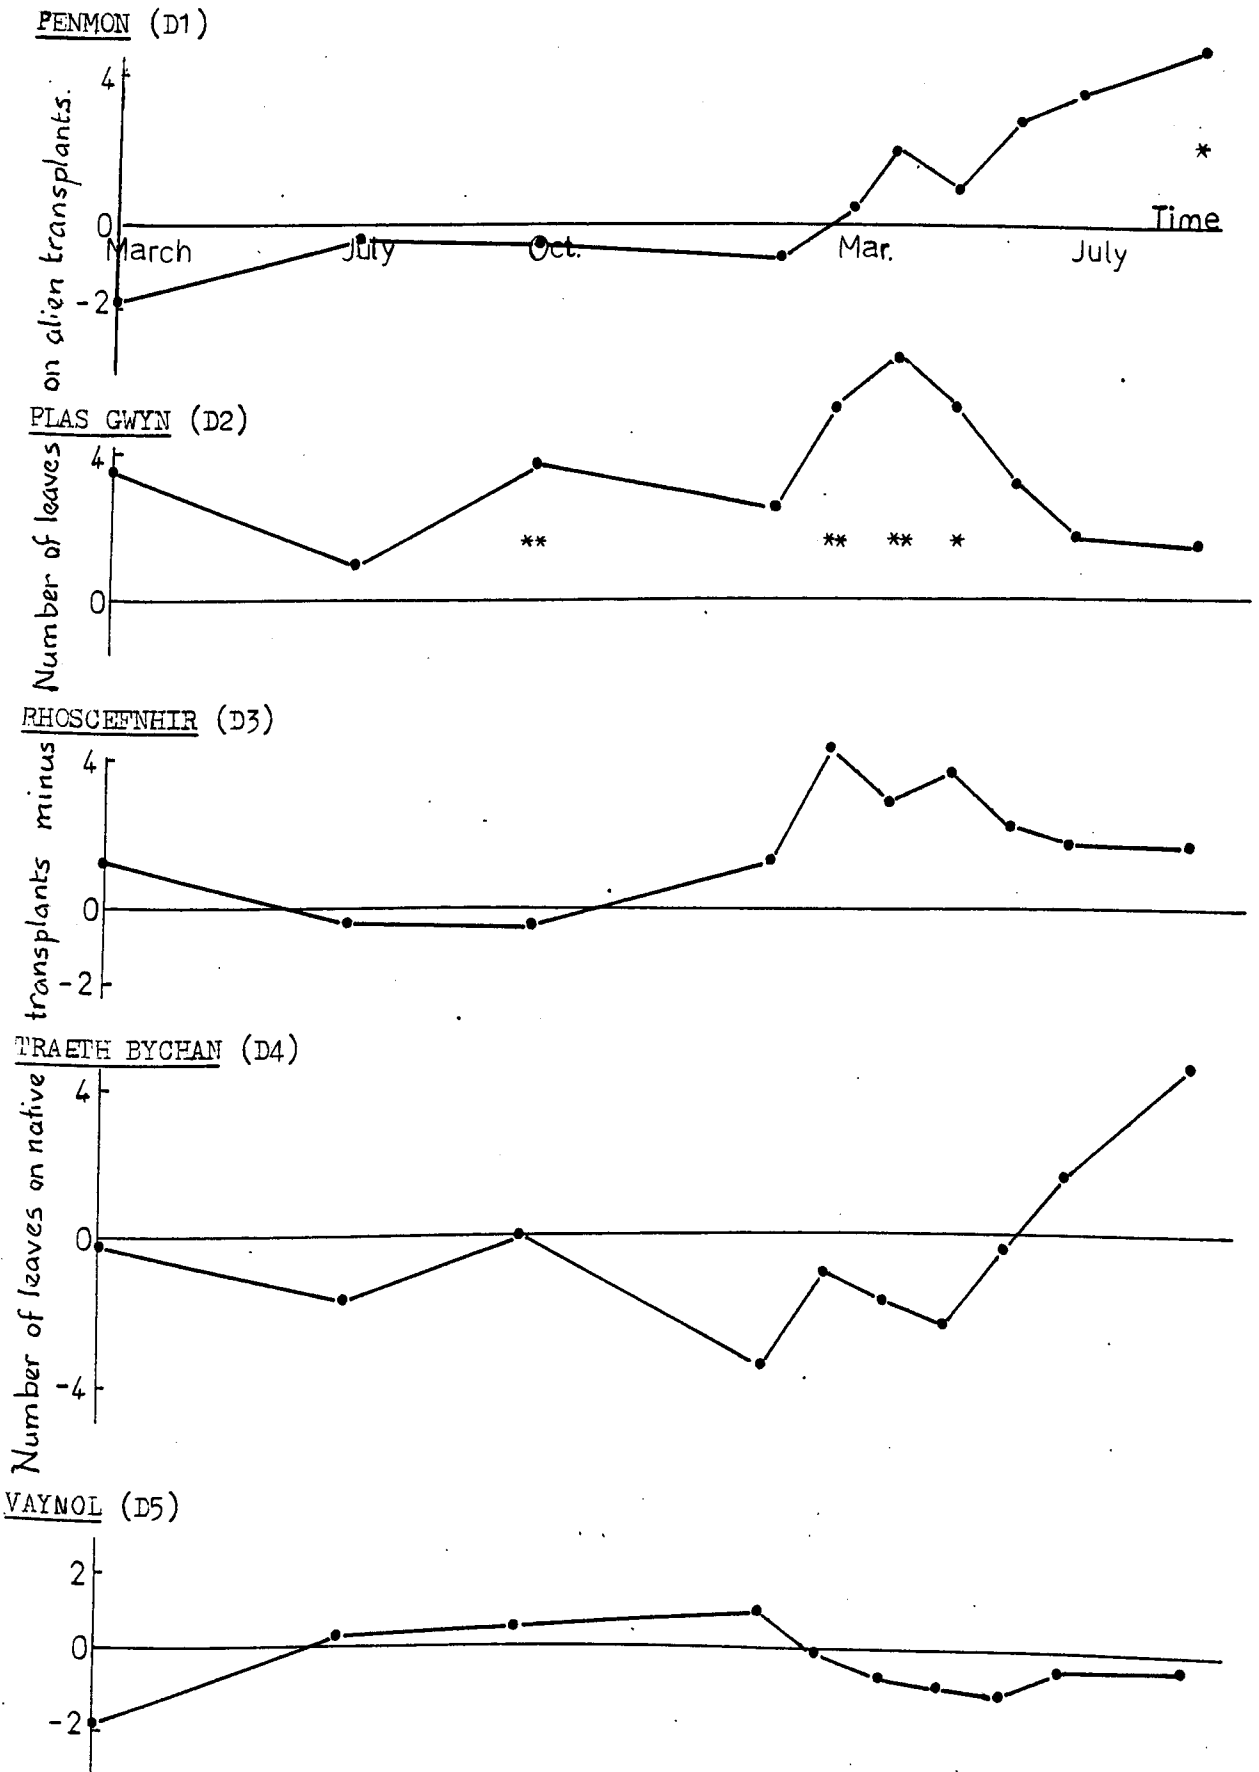 PENMON (D1)
4
0
-2
March July Oct. Mar. July
Time
*
PLAS GWYN (D2)
4
0
** ** ** *
RHOSCEFNHIR (D3)
4
0
-2
TRAETH BYCHAN (D4)
4
0
-4
VAYNOL (D5)
2
0
-2
Number of leaves on native transplants minus
Number of leaves on alien transplants.